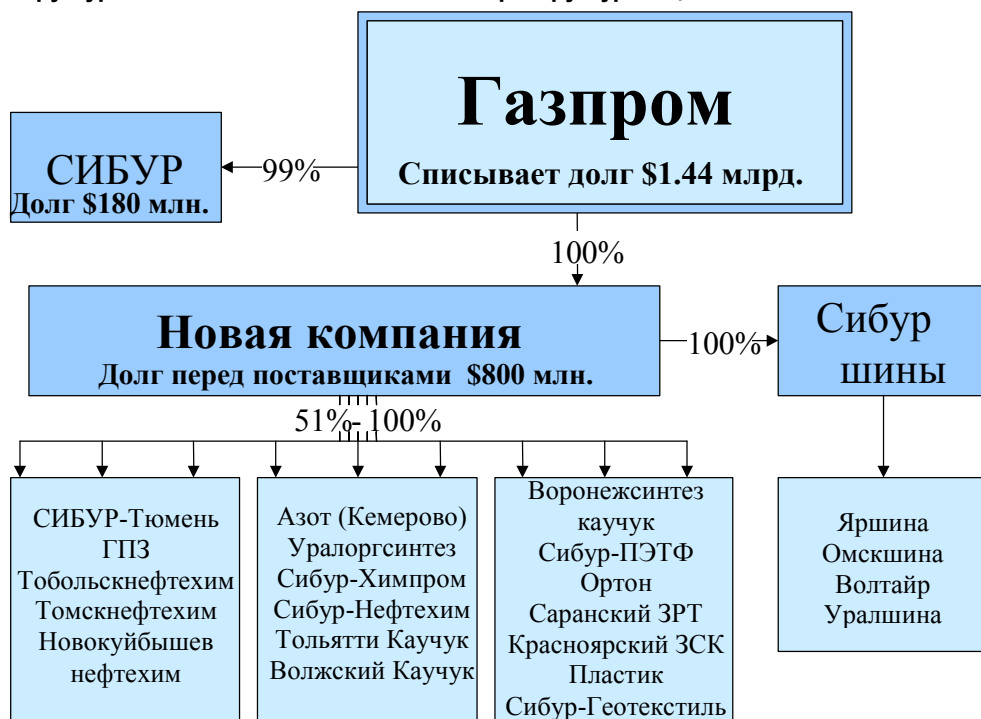 Газпром
Списывает долг $1.44 млрд.
СИБУР
Долг $180 млн.
99%
100%
Новая компания
Долг перед поставщиками $800 млн.
100%
Сибур
шины
51%- 100%
СИБУР-Тюмень
ГПЗ
Тобольскнефтехим
Томскнефтехим
Новокуйбышев
нефтехим
Азот (Кемерово)
Уралоргсинтез
Сибур-Химпром
Сибур-Нефтехим
Тольятти Каучук
Волжский Каучук
Воронежсинтез
каучук
Сибур-ПЭТФ
Ортон
Саранский ЗРТ
Красноярский ЗСК
Пластик
Сибур-Геотекстиль
Яршина
Омскшина
Волтайр
Уралшина